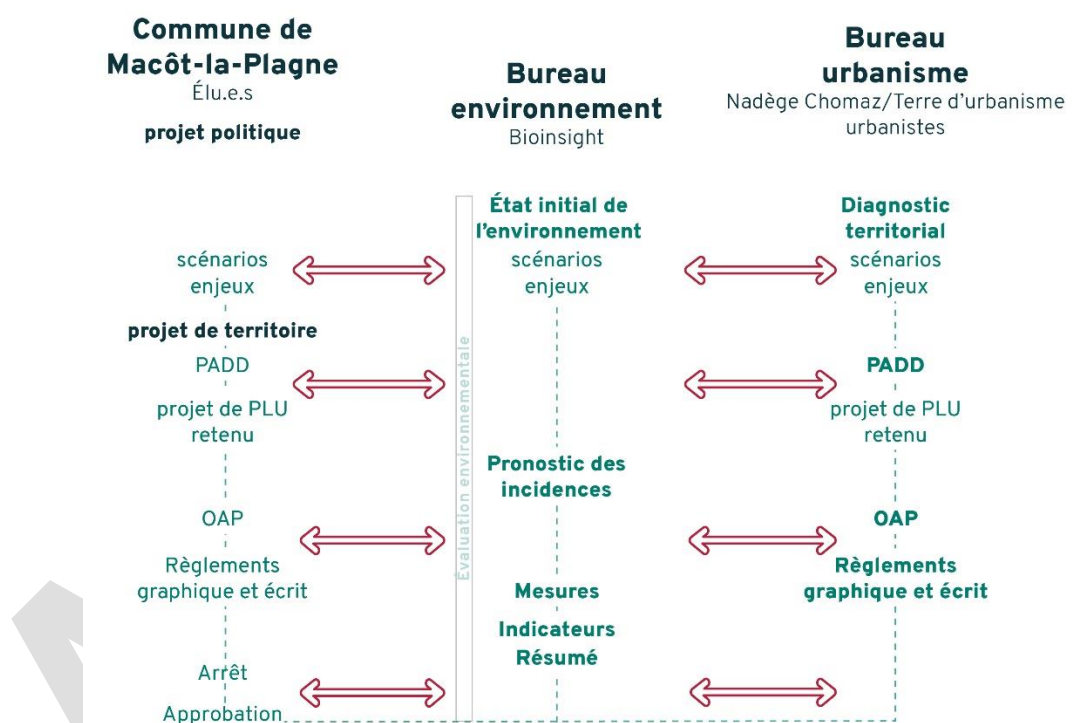 Commune de
Macôt-la-Plagne
Élu.e.s
projet politique
Bureau
environnement
Bioinsight
Bureau
urbanisme
Nadège Chomaz/Terre d'urbanisme
urbanistes
scénarios
enjeux
projet de territoire
PADD
projet de PLU
retenu
OAP
Règlements
graphique et écrit
Arrêt
Approbation
Évaluation environnementale
État initial de
l'environnement
scénarios
enjeux
Pronostic des
incidences
Mesures
Indicateurs
Résumé
Diagnostic
territorial
scénarios
enjeux
PADD
projet de PLU
retenu
OAP
Règlements
graphique et écrit